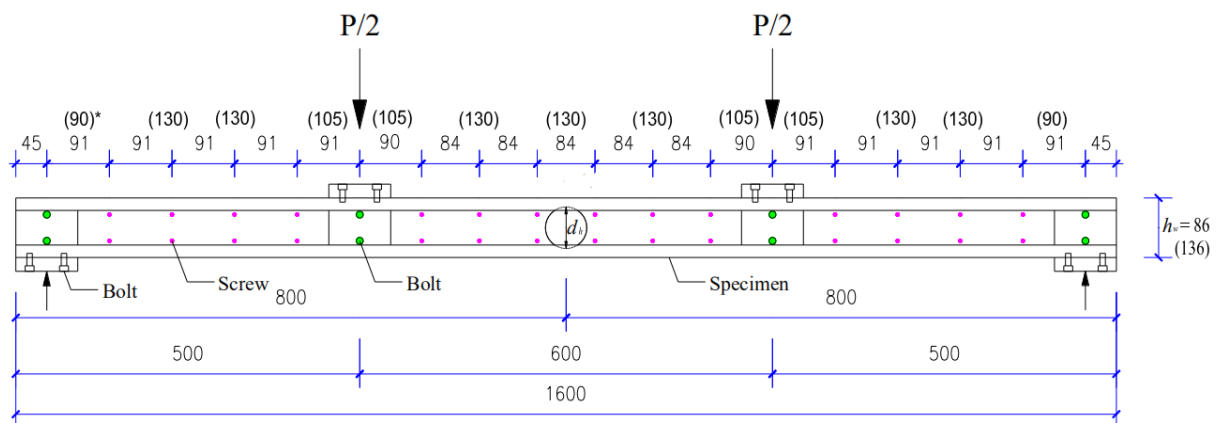 P/2 P/2
(90)* (130) (130) (105) (105) (130) (130) (130) (105) (105) (130) (130) (90)
45 91 91 91 91 91 90 84 84 84 84 84 90 91 91 91 91 91 45
d_h
h_w = 86
(136)
Bolt Screw Bolt Specimen
800 800
500 600 500
1600